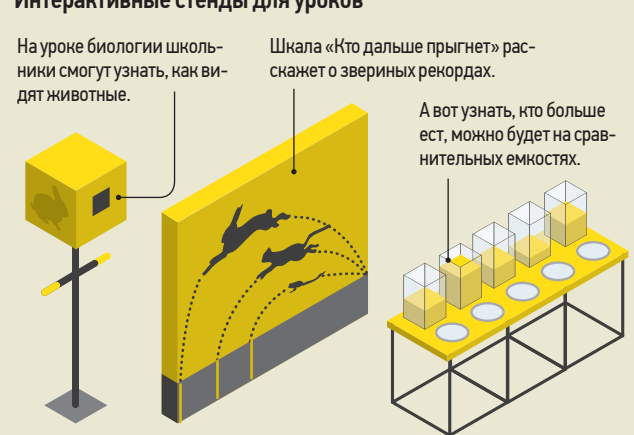 Интерактивные стенды для уроков
На уроке биологии школь-
ники смогут узнать, как ви-
дят животные.
Шкала «Кто дальше прыгнет» рас-
скажет о звериных рекордах.
А вот узнать, кто больше
ест, можно будет на срав-
нительных емкостях.